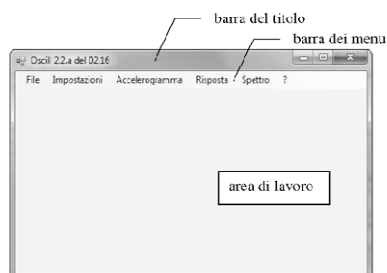 barra del titolo
barra dei menu
Oscill 2.2.a del 02.16
File Impostazioni Accelerogramma Risposta Spettro ?
area di lavoro